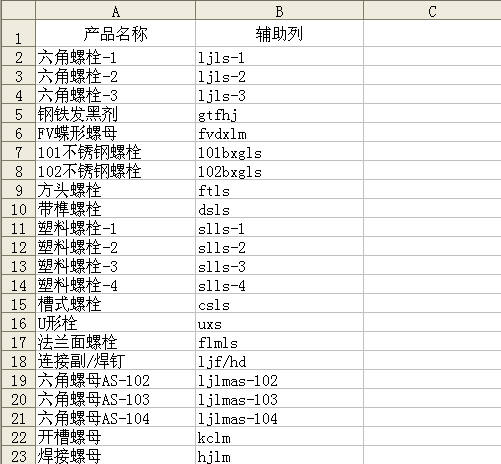 A B C
1 产品名称 辅助列
2 六角螺栓-1 ljls-1
3 六角螺栓-2 ljls-2
4 六角螺栓-3 ljls-3
5 钢铁发黑剂 gtfhj
6 FV蝶形螺母 fvdxlm
7 101不锈钢螺栓 101bxgls
8 102不锈钢螺栓 102bxgls
9 方头螺栓 ftls
10 带榫螺栓 dsls
11 塑料螺栓-1 slls-1
12 塑料螺栓-2 slls-2
13 塑料螺栓-3 slls-3
14 塑料螺栓-4 slls-4
15 槽式螺栓 csls
16 U形栓 uxs
17 法兰面螺栓 flmls
18 连接副/焊钉 ljf/hd
19 六角螺母AS-102 ljlmas-102
20 六角螺母AS-103 ljlmas-103
21 六角螺母AS-104 ljlmas-104
22 开槽螺母 kclm
23 焊接螺母 hjlm